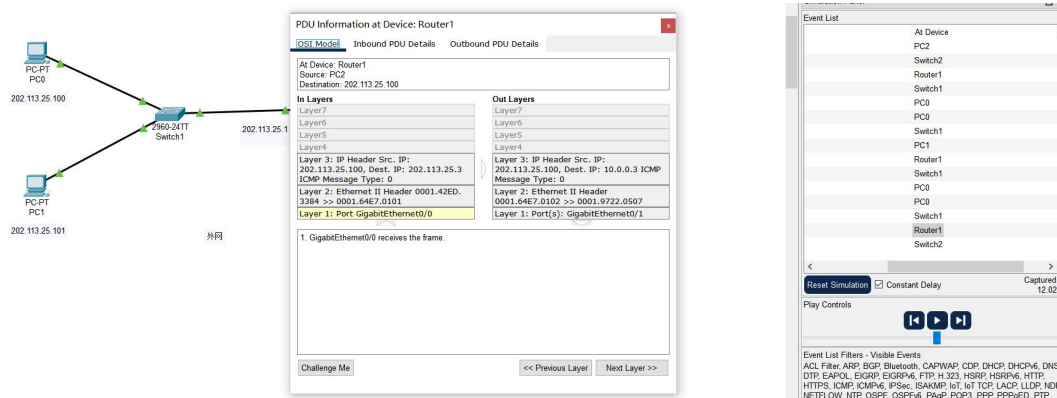 PC-PT
PC0
202.113.25.100
2960-24TT
Switch1
202.113.25.1
PC-PT
PC1
202.113.25.101
外网
PDU Information at Device: Router1
x
OSI Model Inbound PDU Details Outbound PDU Details
At Device: Router1
Source: PC2
Destination: 202.113.25.100
In Layers
Layer7
Layer6
Layer5
Layer4
Layer 3: IP Header Src. IP:
202.113.25.100, Dest. IP: 202.113.25.3
ICMP Message Type: 0
Layer 2: Ethernet II Header 0001.42ED.
3384 >> 0001.64E7.0101
Layer 1: Port GigabitEthernet0/0
Out Layers
Layer7
Layer6
Layer5
Layer4
Layer 3: IP Header Src. IP:
202.113.25.100, Dest. IP: 10.0.0.3 ICMP
Message Type: 0
Layer 2: Ethernet II Header
0001.64E7.0102 >> 0001.9722.0507
Layer 1: Port(s): GigabitEthernet0/1
1. GigabitEthernet0/0 receives the frame.
Challenge Me
<< Previous Layer
Next Layer >>
Event List
At Device
PC2
Switch2
Router1
Switch1
PC0
PC0
Switch1
PC1
Router1
Switch1
PC0
PC0
Switch1
Router1
Switch2
Reset Simulation
Constant Delay
Captured
12.02
Play Controls
Event List Filters - Visible Events
ACL Filter, ARP, BGP, Bluetooth, CAPWAP, CDP, DHCP, DHCPv6, DNS
DTP, EAPOL, EIGRP, EIGRPv6, FTP, H.323, HSRP, HSRPv6, HTTP,
HTTPS, ICMP, ICMPv6, IPSec, ISAKMP, IoT, IoT TCP, LACP, LLDP,
NETFLOW, NTP, OSPF, OSPFv6, PAgP, POP3, PPP, PPPoED, PTP